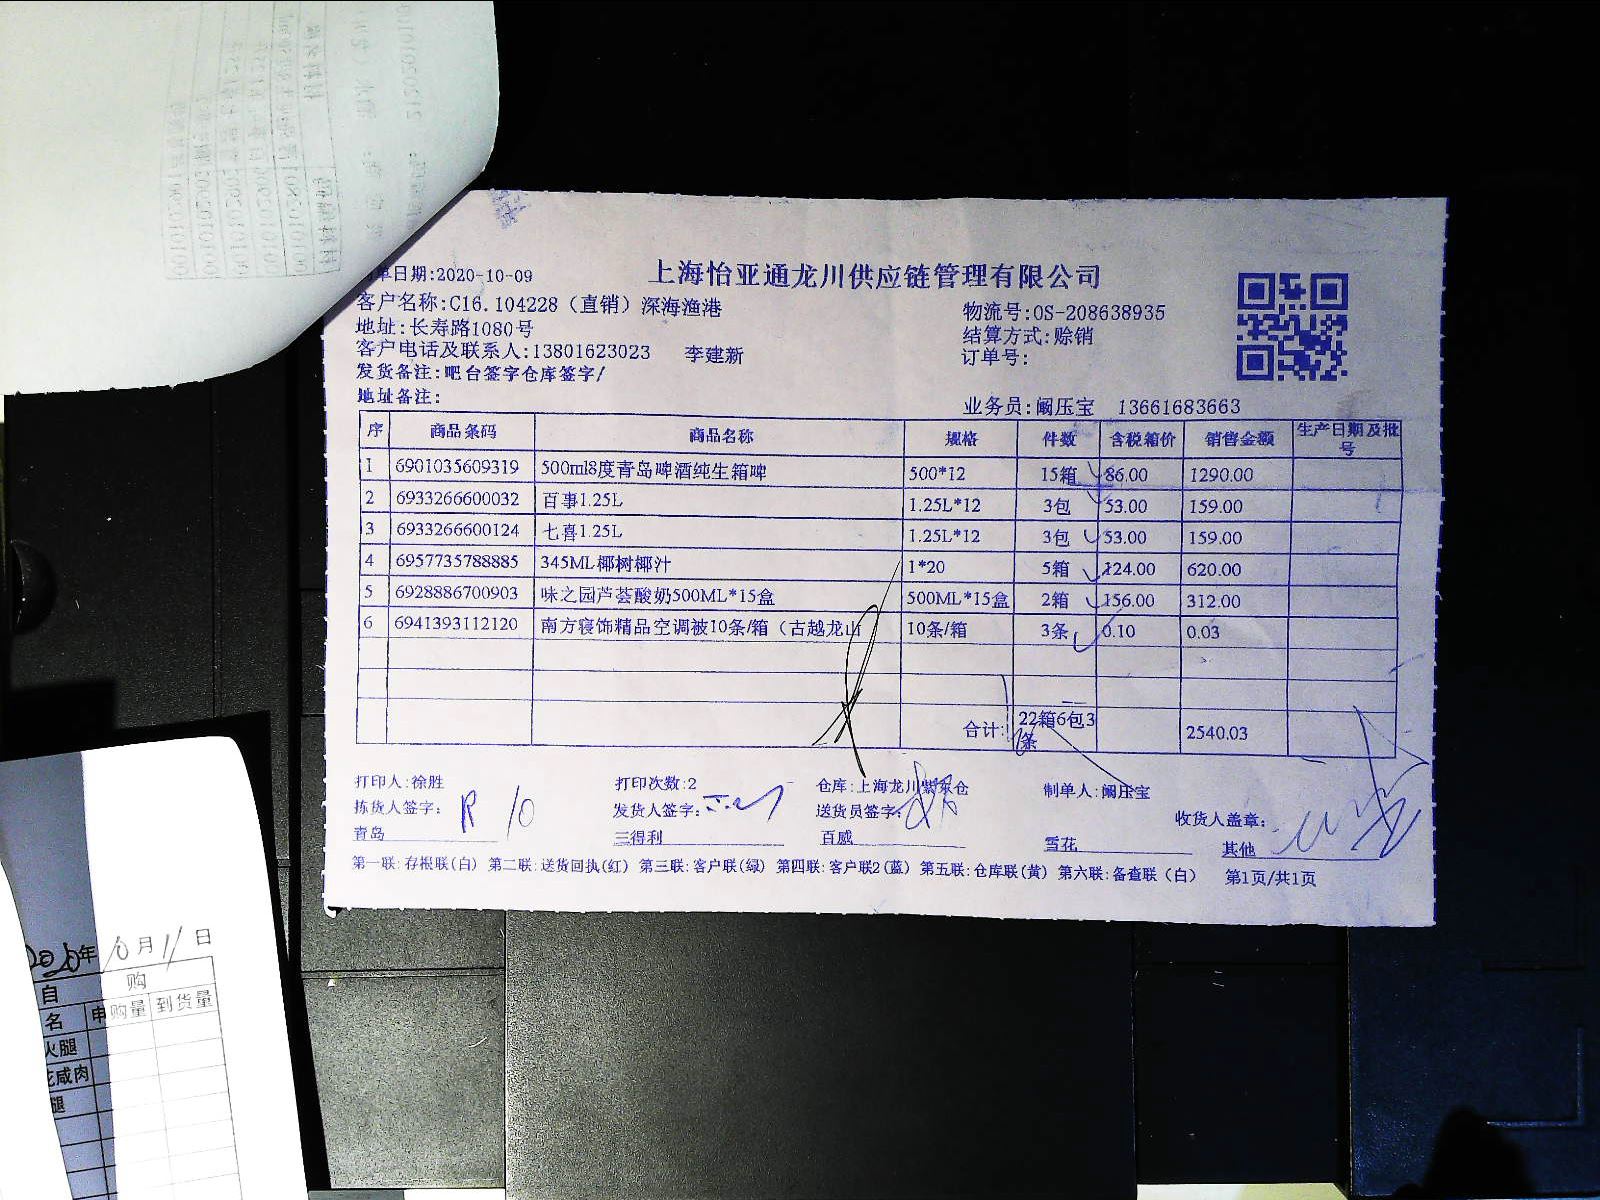 上海怡亚通龙川供应链管理有限公司
单日期:2020-10-09
客户名称:C16.104228（直销）深海渔港
物流号:OS-208638935
地址:长寿路1080号
结算方式:赊销
客户电话及联系人:13801623023 李建新
订单号:
发货备注:吧台签字仓库签字/
地址备注:
业务员:阚压宝 13661683663
序 商品条码 商品名称 规格 件数 含税箱价 销售金额 生产日期及批号
1 6901035609319 500ml8度青岛啤酒纯生箱啤 500*12 15箱 86.00 1290.00
2 6933266600032 百事1.25L 1.25L*12 3包 53.00 159.00
3 6933266600124 七喜1.25L 1.25L*12 3包 53.00 159.00
4 6957735788885 345ML椰树椰汁 1*20 5箱 124.00 620.00
5 6928886700903 味之园芦荟酸奶500ML*15盒 500ML*15盒 2箱 156.00 312.00
6 6941393112120 南方寝饰精品空调被10条/箱（古越龙山 10条/箱 3条 0.10 0.03
合计: 22箱6包3条 2540.03
打印人:徐胜 打印次数:2 仓库:上海龙川紫东仓 制单人:阚压宝
拣货人签字: 发货人签字: 送货员签字: 收货人盖章:
青岛 三得利 百威 雪花 其他
第一联:存根联(白) 第二联:送货回执(红) 第三联:客户联(绿) 第四联:客户联2(蓝) 第五联:仓库联(黄) 第六联:备查联（白） 第1页/共1页
2020年10月11日
自 购
名 申购量 到货量
火腿
咸肉
腿